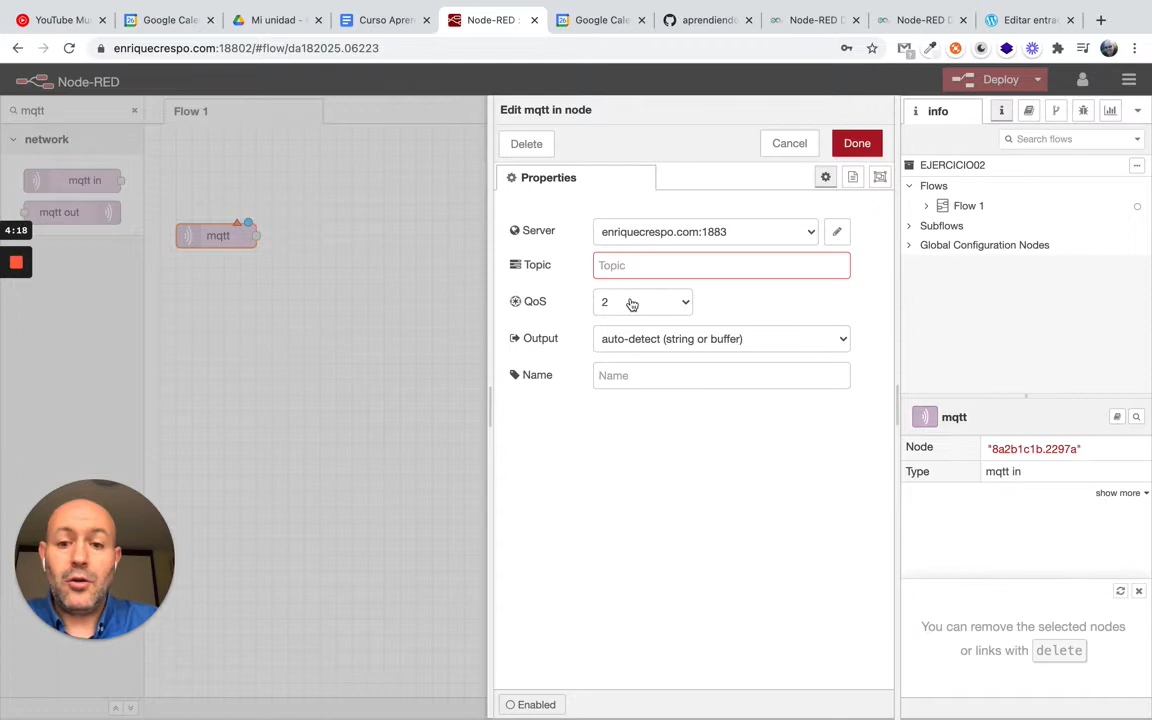 YouTube Mu
Google Cale
Mi unidad -
Curso Apren
Node-RED :
Google Cale
aprendiendo
Node-RED D
Node-RED D
Editar entra
enriquecrespo.com:18802/#flow/da182025.06223
Node-RED
Deploy
mqtt
Flow 1
Edit mqtt in node
info
network
Delete
Cancel
Done
Search flows
mqtt in
Properties
EJERCICIO02
mqtt out
Flows
Flow 1
4:18
mqtt
Server
enriquecrespo.com:1883
Subflows
Global Configuration Nodes
Topic
Topic
QoS
2
Output
auto-detect (string or buffer)
Name
Name
mqtt
Node
"8a2b1c1b.2297a"
Type
mqtt in
show more
You can remove the selected nodes
or links with delete
Enabled